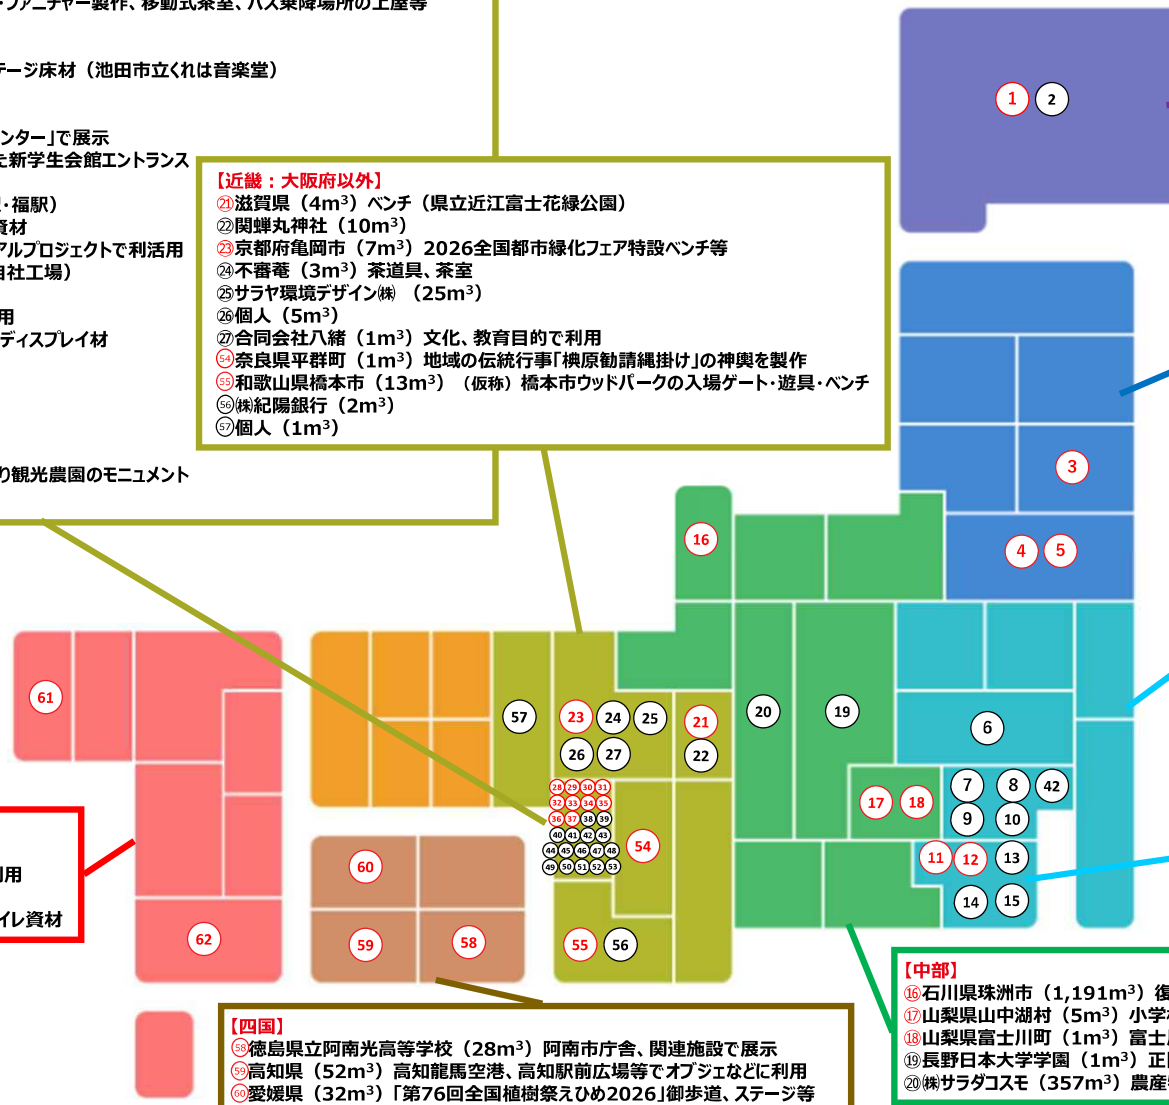 ・ファニチャー製作、移動式茶室、バス乗降場所の上屋等
テージ床材（池田市立くれは音楽堂）
ンター」で展示
た新学生会館エントランス
・福駅）
資材
アルプロジェクトで利活用
自社工場）
用
ディスプレイ材
り観光農園のモニュメント
【近畿：大阪府以外】
㉑滋賀県（4m³）ベンチ（県立近江富士花緑公園）
㉒関蝉丸神社（10m³）
㉓京都府亀岡市（7m³）2026全国都市緑化フェア特設ベンチ等
㉔不審菴（3m³）茶道具、茶室
㉕サラヤ環境デザイン㈱ （25m³）
㉖個人（5m³）
㉗合同会社八緒（1m³）文化、教育目的で利用
54奈良県平群町（1m³）地域の伝統行事「椣原勧請縄掛け」の神輿を製作
55和歌山県橋本市（13m³）（仮称）橋本市ウッドパークの入場ゲート・遊具・ベンチ
56㈱紀陽銀行（2m³）
57個人（1m³）
1 2
3
4 5
16
61
57 23 24 25 21 20 19 6
26 27 22
28 29 30 31
32 33 34 35
36 37 38 39
40 41 42 43
44 45 46 47 48
49 50 51 52 53
54
17 18 7 8 42
9 10
11 12 13
14 15
60
62 59 58 55 56
用
イレ資材
【四国】
58徳島県立阿南光高等学校（28m³）阿南市庁舎、関連施設で展示
59高知県（52m³）高知龍馬空港、高知駅前広場等でオブジェなどに利用
60愛媛県（32m³）「第76回全国植樹祭えひめ2026」御歩道、ステージ等
【中部】
⑯石川県珠洲市（1,191m³）復
⑰山梨県山中湖村（5m³）小学
⑱山梨県富士川町（1m³）富士
⑲長野日本大学学園（1m³）正
⑳㈱サラダコスモ（357m³）農産